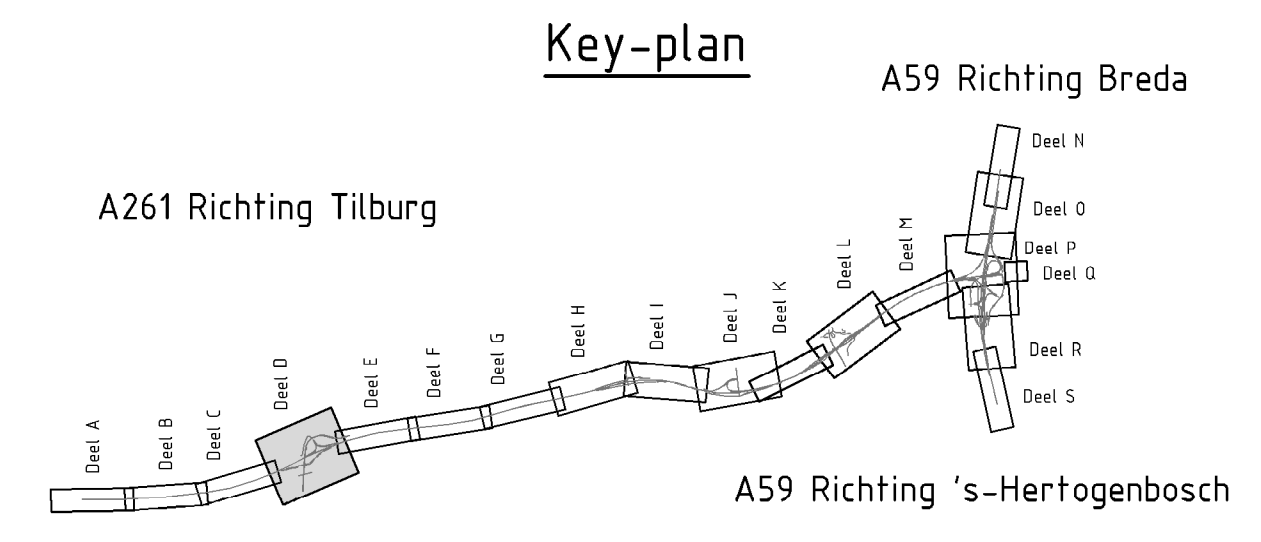 Key-plan
A59 Richting Breda
Deel N
A261 Richting Tilburg
Deel O
Deel P
Deel Q
Deel M
Deel L
Deel K
Deel J
Deel I
Deel H
Deel G
Deel F
Deel E
Deel D
Deel C
Deel B
Deel A
Deel R
Deel S
A59 Richting 's-Hertogenbosch